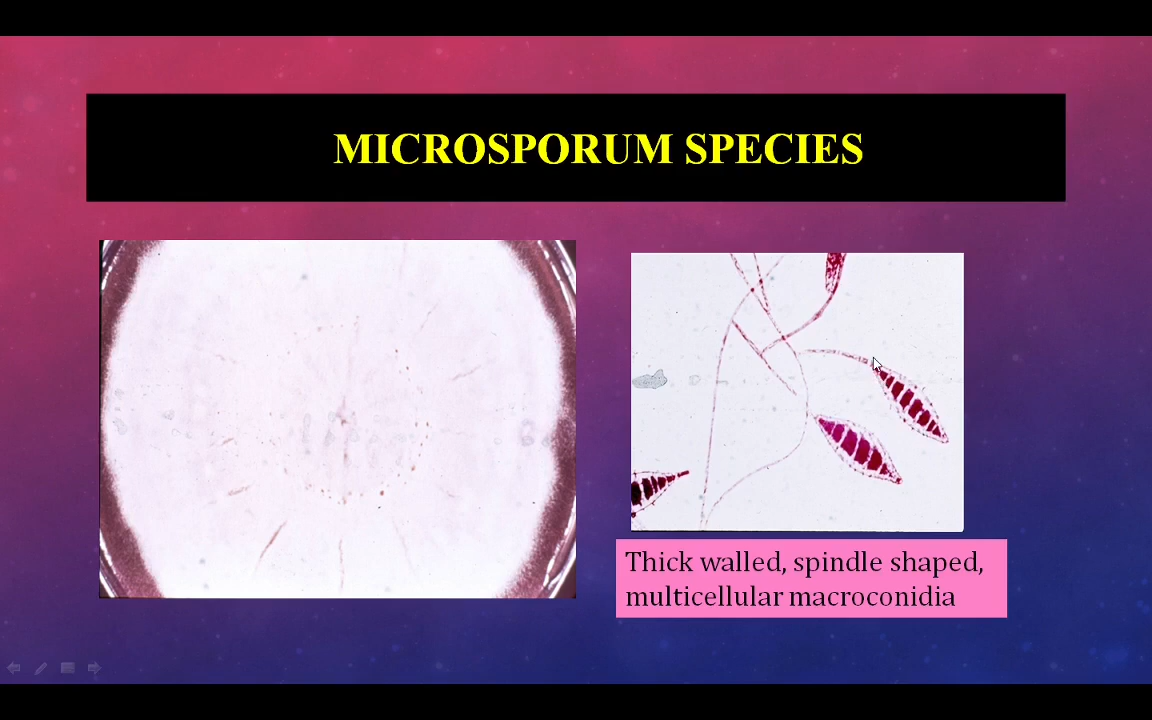 MICROSPORUM SPECIES
Thick walled, spindle shaped,
multicellular macroconidia